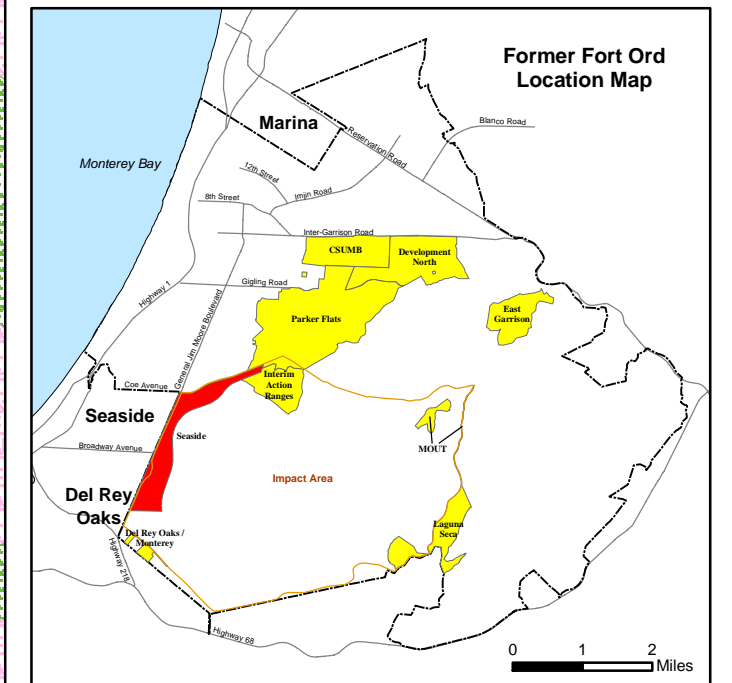 Former Fort Ord
Location Map
Marina
Blanco Road
Reservation Road
Monterey Bay
12th Street
Imjin Road
8th Street
Inter-Garrison Road
CSUMB
Development
North
Gigling Road
Highway 1
General Jim Moore Boulevard
Parker Flats
East
Garrison
Coe Avenue
Interim
Action
Ranges
Seaside
Seaside
Broadway Avenue
MOUT
Impact Area
Del Rey
Oaks
Laguna
Seca
Del Rey Oaks /
Monterey
Highway 218
Highway 68
0 1 2
Miles